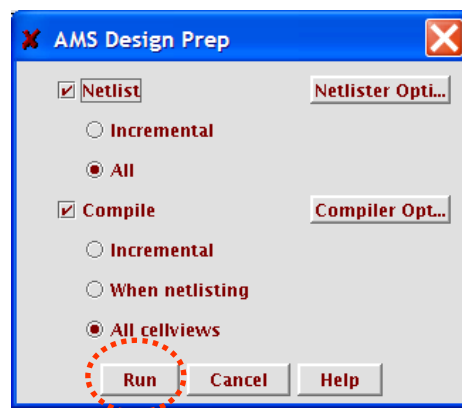 AMS Design Prep
Netlist Netlister Opti...
Incremental
All
Compile Compiler Opt...
Incremental
When netlisting
All cellviews
Run Cancel Help